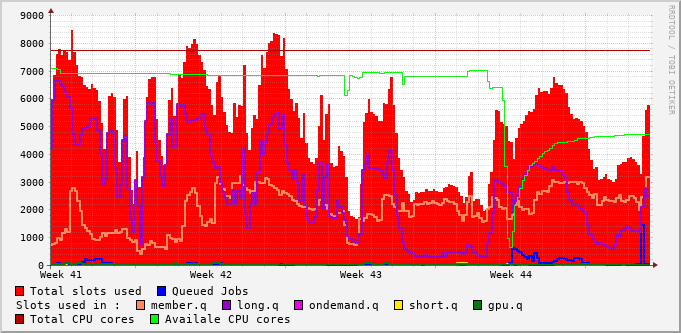 9000
8000
7000
6000
5000
4000
3000
2000
1000
0
Week 41 Week 42 Week 43 Week 44
RRDTOOL / TOBI OETIKER
Total slots used Queued Jobs
Slots used in : member.q long.q ondemand.q short.q gpu.q
Total CPU cores Availale CPU cores